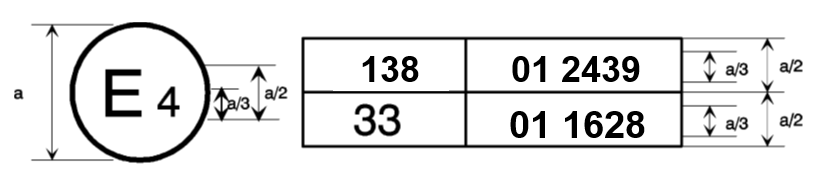 138 01 2439 a/3 a/2
a E 4 a/3 a/2
33 01 1628 a/3 a/2